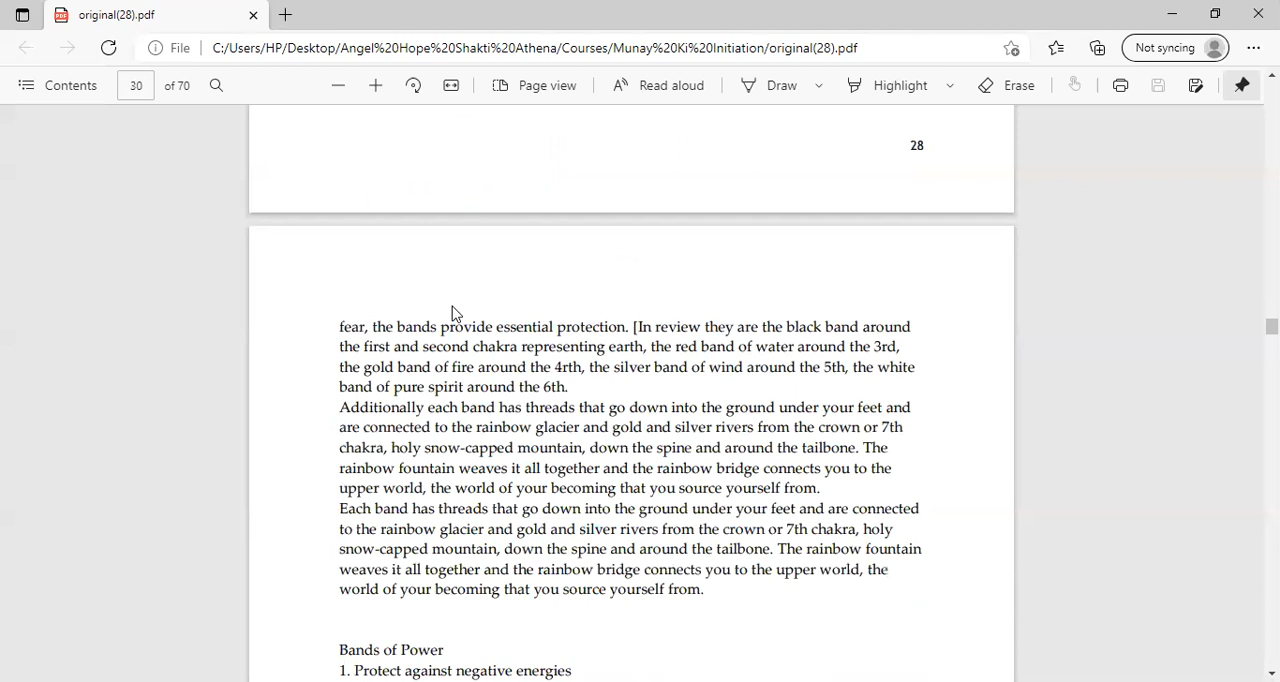 original(28).pdf
File C:/Users/HP/Desktop/Angel%20Hope%20Shakti%20Athena/Courses/Munay%20Ki%20Initiation/original(28).pdf Not syncing
Contents 30 of 70 Page view Read aloud Draw Highlight Erase
28
fear, the bands provide essential protection. [In review they are the black band around
the first and second chakra representing earth, the red band of water around the 3rd,
the gold band of fire around the 4rth, the silver band of wind around the 5th, the white
band of pure spirit around the 6th.
Additionally each band has threads that go down into the ground under your feet and
are connected to the rainbow glacier and gold and silver rivers from the crown or 7th
chakra, holy snow-capped mountain, down the spine and around the tailbone. The
rainbow fountain weaves it all together and the rainbow bridge connects you to the
upper world, the world of your becoming that you source yourself from.
Each band has threads that go down into the ground under your feet and are connected
to the rainbow glacier and gold and silver rivers from the crown or 7th chakra, holy
snow-capped mountain, down the spine and around the tailbone. The rainbow fountain
weaves it all together and the rainbow bridge connects you to the upper world, the
world of your becoming that you source yourself from.
Bands of Power
1. Protect against negative energies